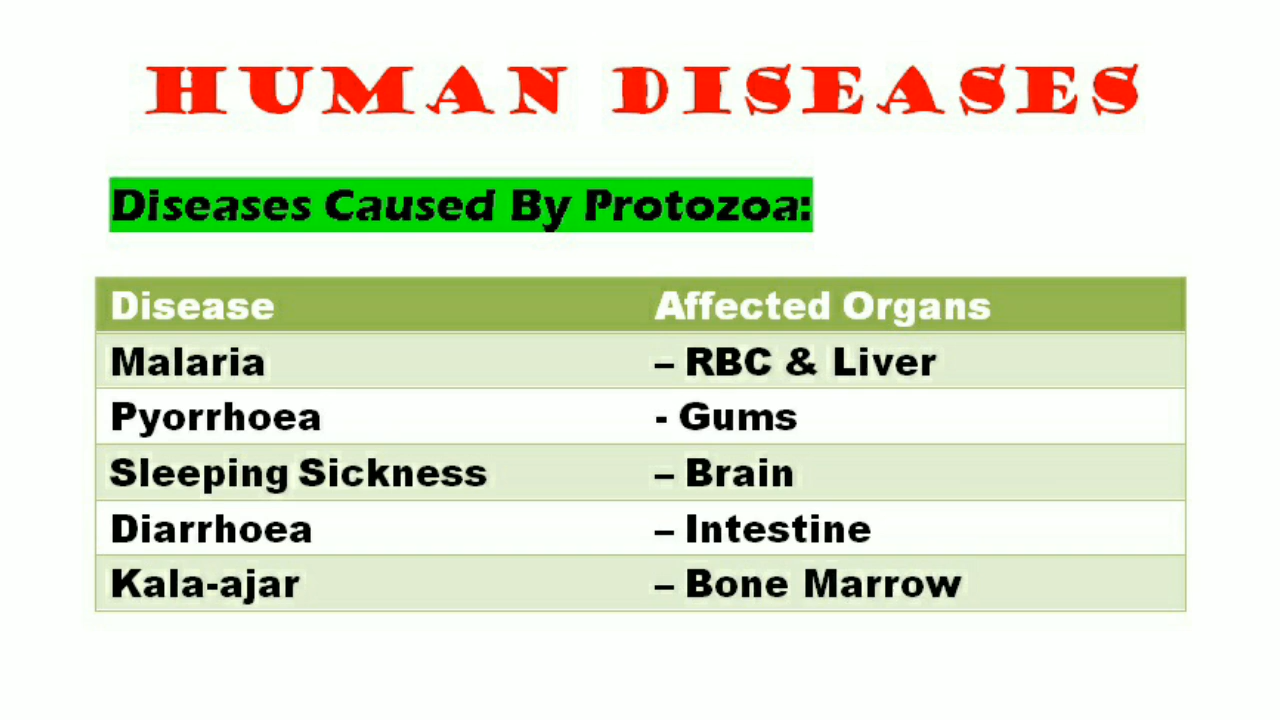 HUMAN DISEASES
Diseases Caused By Protozoa:
Disease Affected Organs
Malaria – RBC & Liver
Pyorrhoea - Gums
Sleeping Sickness – Brain
Diarrhoea – Intestine
Kala-ajar – Bone Marrow